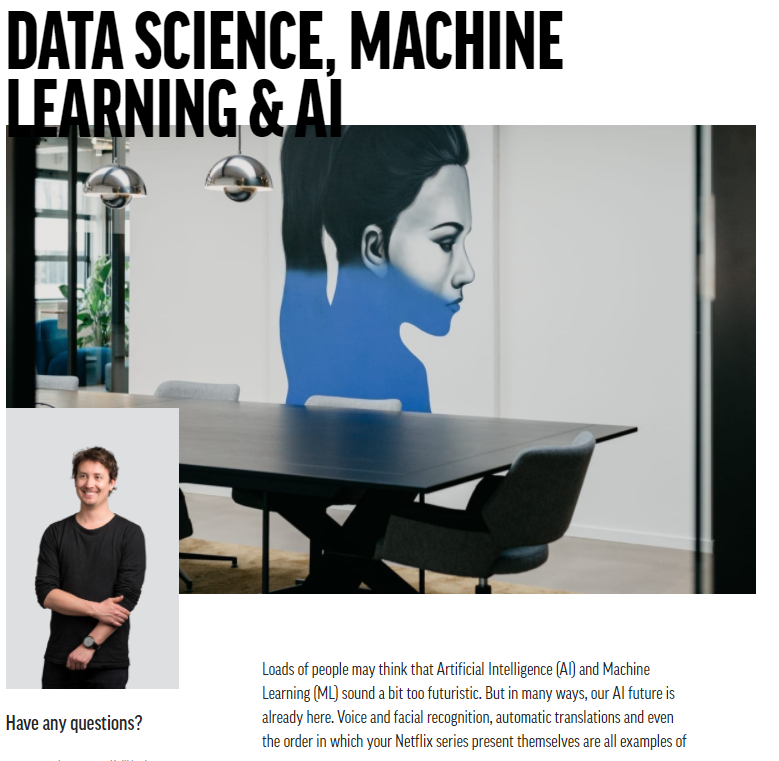 DATA SCIENCE, MACHINE
LEARNING & AI
Loads of people may think that Artificial Intelligence (AI) and Machine
Learning (ML) sound a bit too futuristic. But in many ways, our AI future is
already here. Voice and facial recognition, automatic translations and even
the order in which your Netflix series present themselves are all examples of
Have any questions?